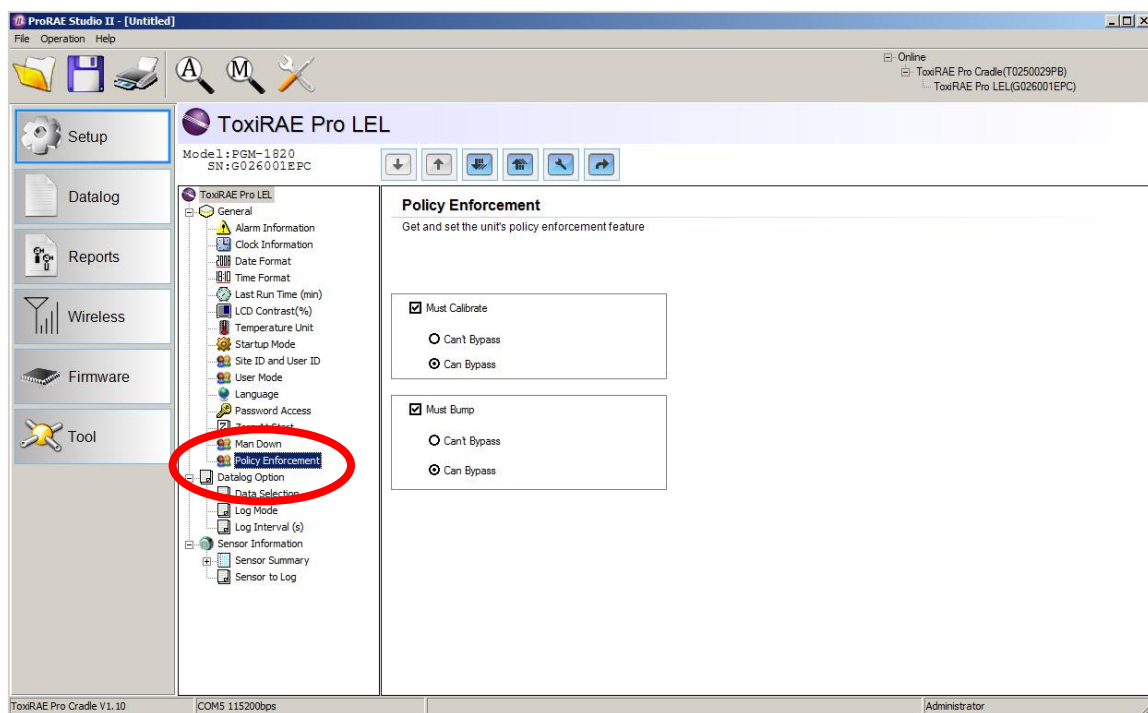 ProRAE Studio II - [Untitled]
File Operation Help
A M
Online
ToxiRAE Pro Cradle(T0250029PB)
ToxiRAE Pro LEL(G026001EPC)
Setup
Datalog
Reports
Wireless
Firmware
Tool
ToxiRAE Pro LEL
Model:PGM-1820
SN:G026001EPC
ToxiRAE Pro LEL
General
Alarm Information
Clock Information
Date Format
Time Format
Last Run Time (min)
LCD Contrast(%)
Temperature Unit
Startup Mode
Site ID and User ID
User Mode
Language
Password Access
Zero At Start
Man Down
Policy Enforcement
Datalog Option
Data Selection
Log Mode
Log Interval (s)
Sensor Information
Sensor Summary
Sensor to Log
Policy Enforcement
Get and set the unit's policy enforcement feature
Must Calibrate
Can't Bypass
Can Bypass
Must Bump
Can't Bypass
Can Bypass
ToxiRAE Pro Cradle V1.10
COM5 115200bps
Administrator